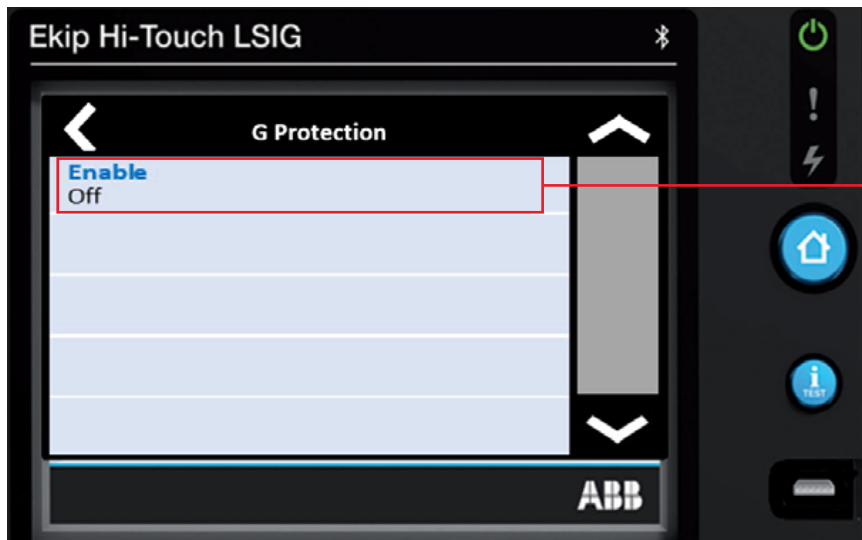 Ekip Hi-Touch LSIG
G Protection
Enable
Off
i
TEST
ABB